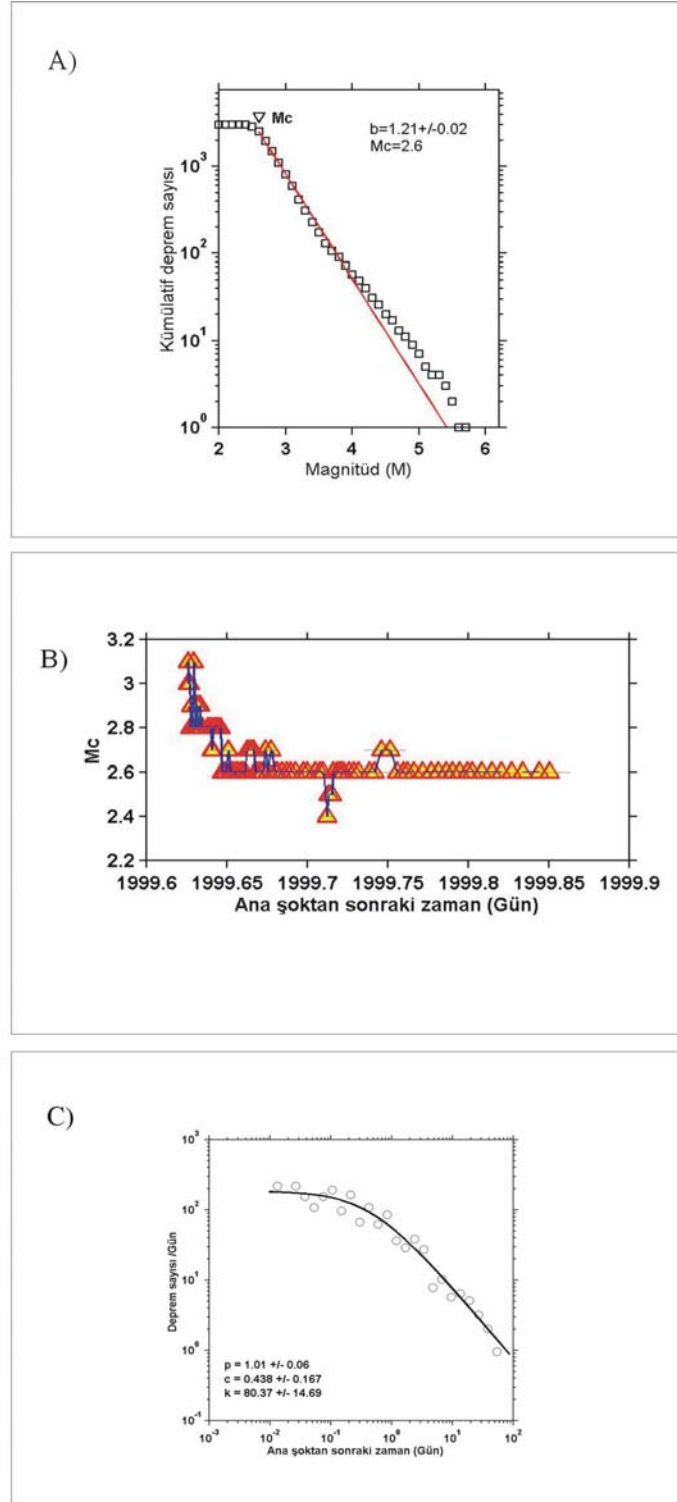 A)
Mc
b=1.21+/-0.02
Mc=2.6
Kümülatif deprem sayısı
10^3
10^2
10^1
10^0
2 3 4 5 6
Magnitüd (M)
B)
Mc
3.2
3
2.8
2.6
2.4
2.2
1999.6 1999.65 1999.7 1999.75 1999.8 1999.85 1999.9
Ana şoktan sonraki zaman (Gün)
C)
Deprem sayısı /Gün
10^3
10^2
10^1
10^0
10^-1
p = 1.01 +/- 0.06
c = 0.438 +/- 0.167
k = 80.37 +/- 14.69
10^-3 10^-2 10^-1 10^0 10^1 10^2
Ana şoktan sonraki zaman (Gün)